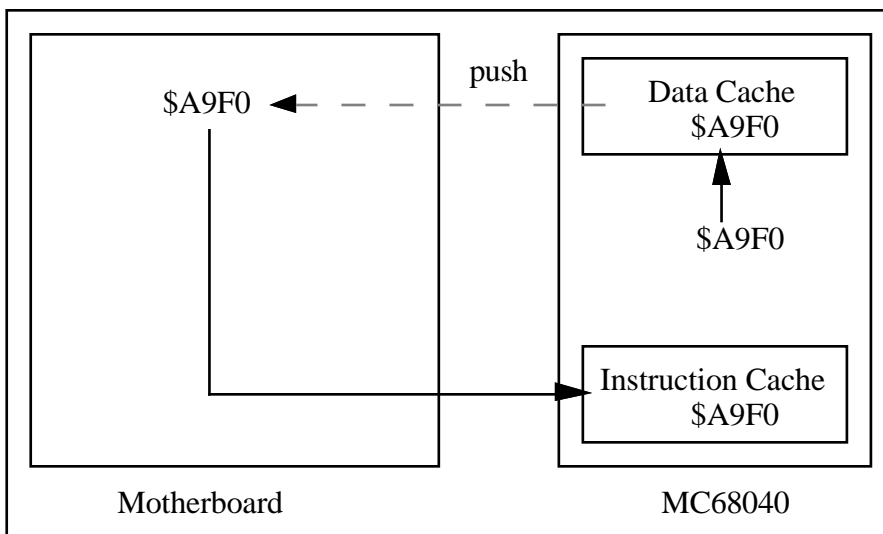 push
$A9F0
Data Cache
$A9F0
$A9F0
Instruction Cache
$A9F0
Motherboard
MC68040